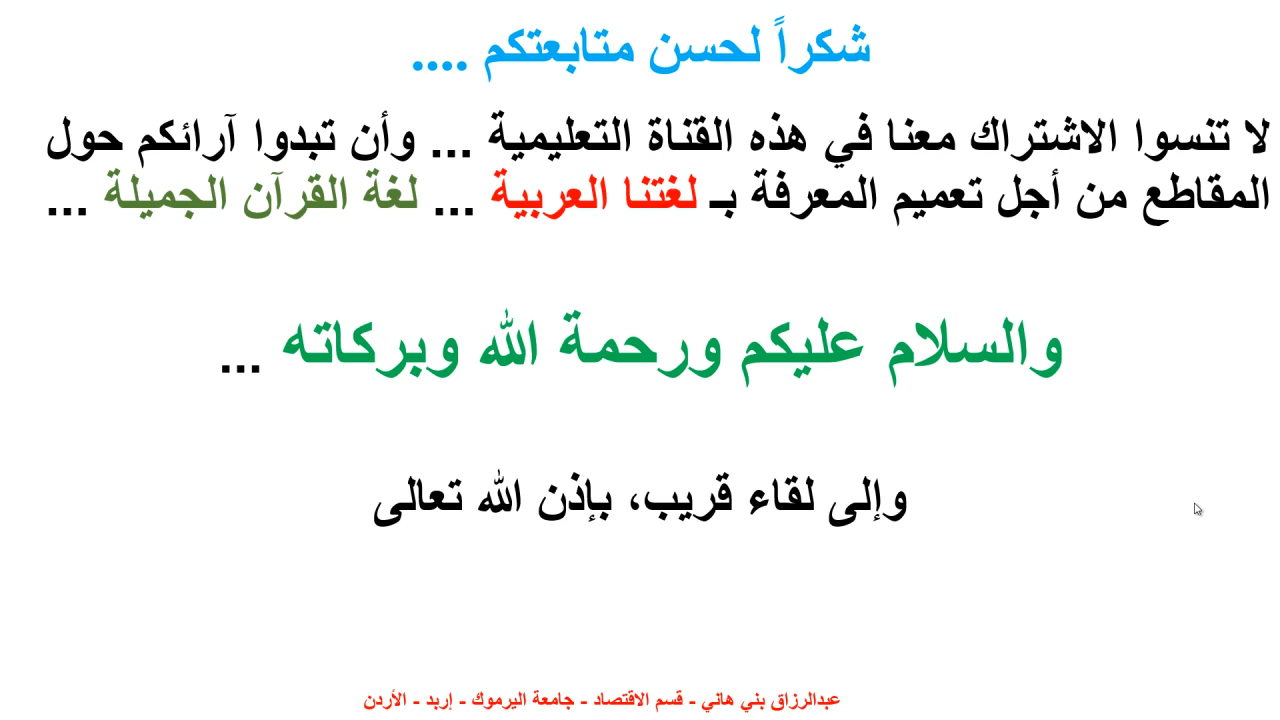 شكراً لحسن متابعتكم ....
لا تنسوا الاشتراك معنا في هذه القناة التعليمية ... وأن تبدوا آرائكم حول
المقاطع من أجل تعميم المعرفة بـ لغتنا العربية ... لغة القرآن الجميلة ...
والسلام عليكم ورحمة الله وبركاته ...
وإلى لقاء قريب، بإذن الله تعالى
عبدالرزاق بني هاني - قسم الاقتصاد - جامعة اليرموك - إربد - الأردن